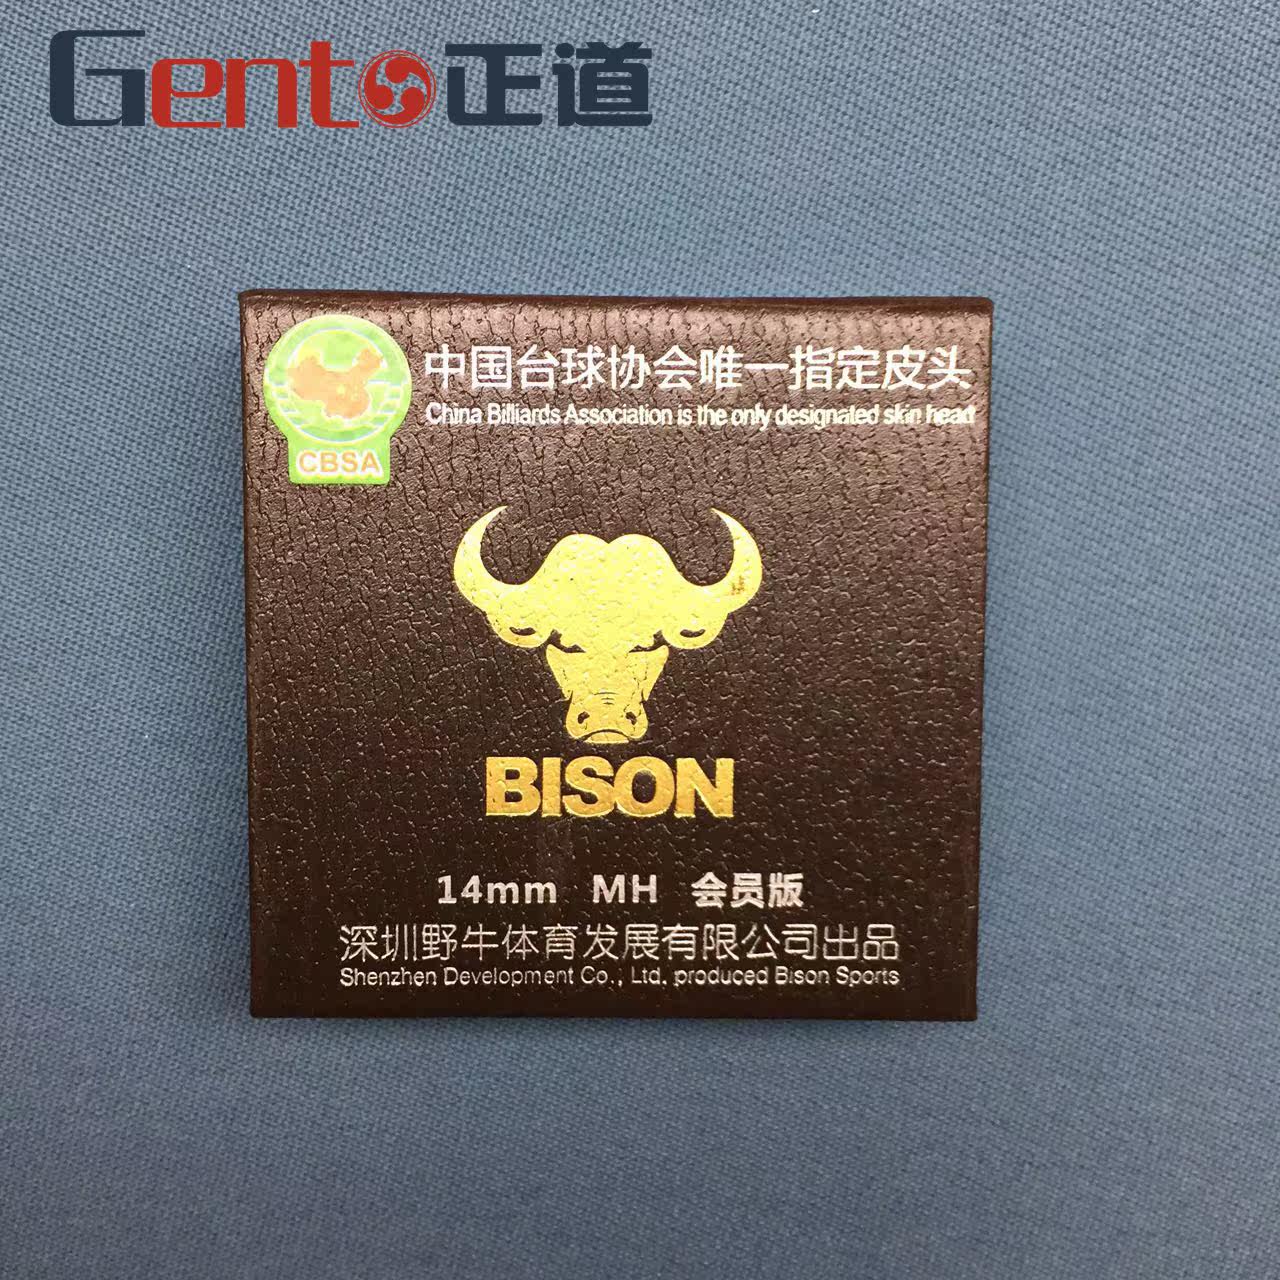 Gento正道
中国台球协会唯一指定皮头
China Billiards Association is the only designated skin head
CBSA
BISON
14mm MH 会员版
深圳野牛体育发展有限公司出品
Shenzhen Development Co., Ltd. produced Bison Sports